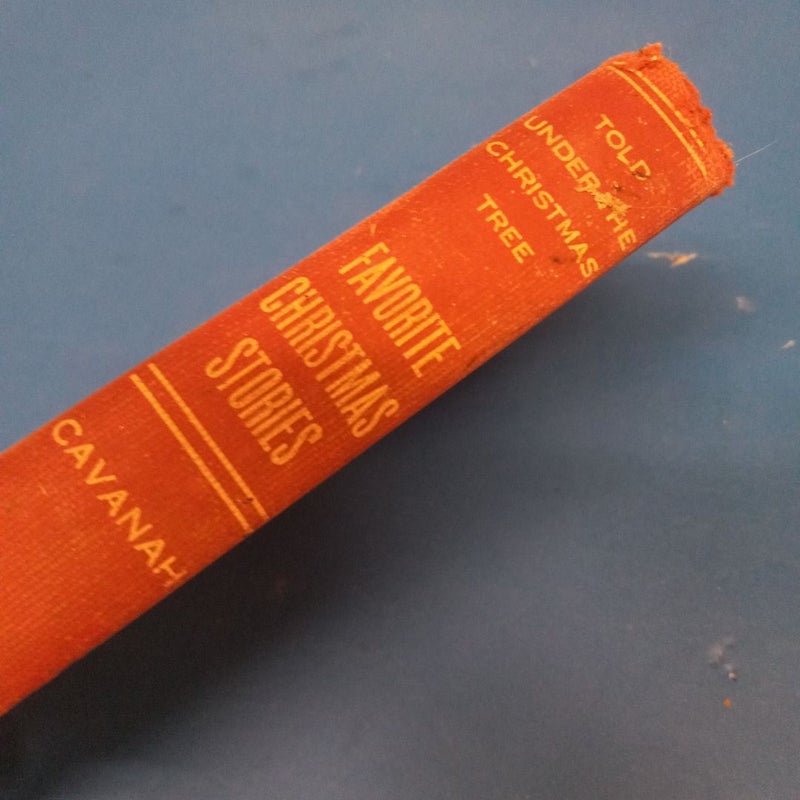 TOLD
UNDER THE
CHRISTMAS
TREE
FAVORITE
CHRISTMAS
STORIES
CAVANAH